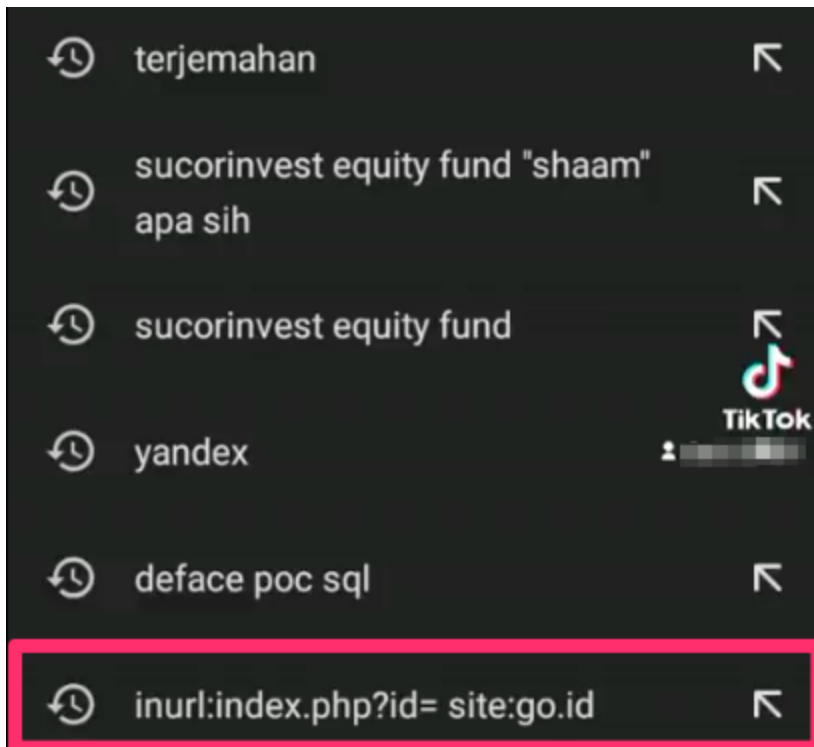 terjemahan
sucorinvest equity fund "shaam"
apa sih
sucorinvest equity fund
TikTok
yandex
deface poc sql
inurl:index.php?id= site:go.id